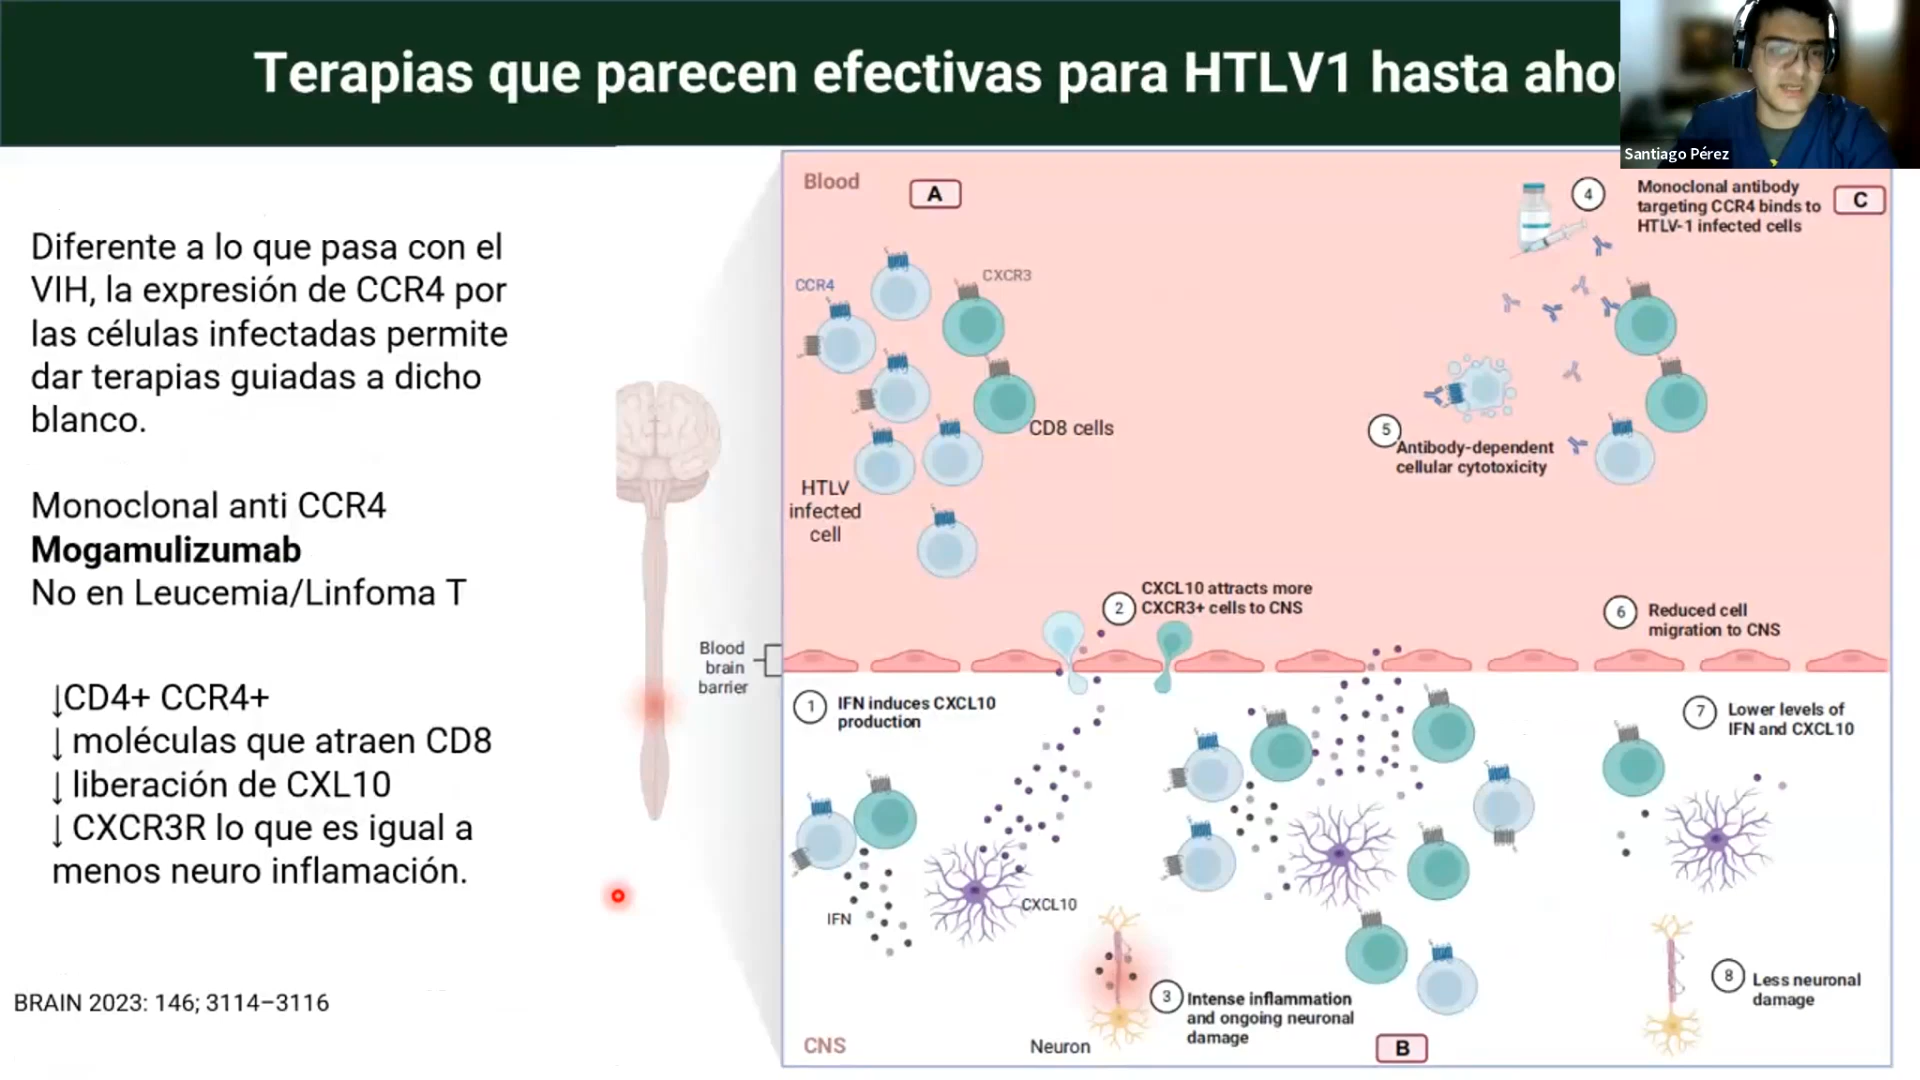 Terapias que parecen efectivas para HTLV1 hasta
Santiago Pérez
Diferente a lo que pasa con el
VIH, la expresión de CCR4 por
las células infectadas permite
dar terapias guiadas a dicho
blanco.
Monoclonal anti CCR4
Mogamulizumab
No en Leucemia/Linfoma T
↓CD4+ CCR4+
↓ moléculas que atraen CD8
↓ liberación de CXL10
↓ CXCR3R lo que es igual a
menos neuro inflamación.
BRAIN 2023: 146; 3114–3116
Blood
brain
barrier
Blood
A
CCR4
CXCR3
CD8 cells
HTLV
infected
cell
4
Monoclonal antibody
targeting CCR4 binds to
HTLV-1 infected cells
C
5
Antibody-dependent
cellular cytotoxicity
2
CXCL10 attracts more
CXCR3+ cells to CNS
6
Reduced cell
migration to CNS
1
IFN induces CXCL10
production
7
Lower levels of
IFN and CXCL10
IFN
CXCL10
Neuron
3
Intense inflammation
and ongoing neuronal
damage
8
Less neuronal
damage
CNS
B